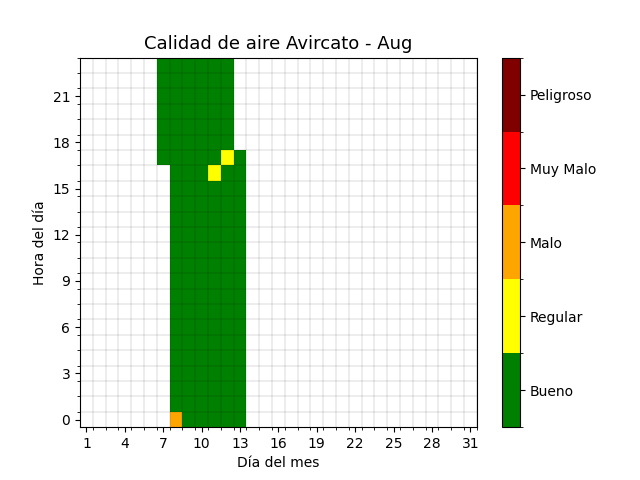 Calidad de aire Avircato - Aug
21
18
15
12
9
6
3
0
Hora del día
1 4 7 10 13 16 19 22 25 28 31
Día del mes
Peligroso
Muy Malo
Malo
Regular
Bueno